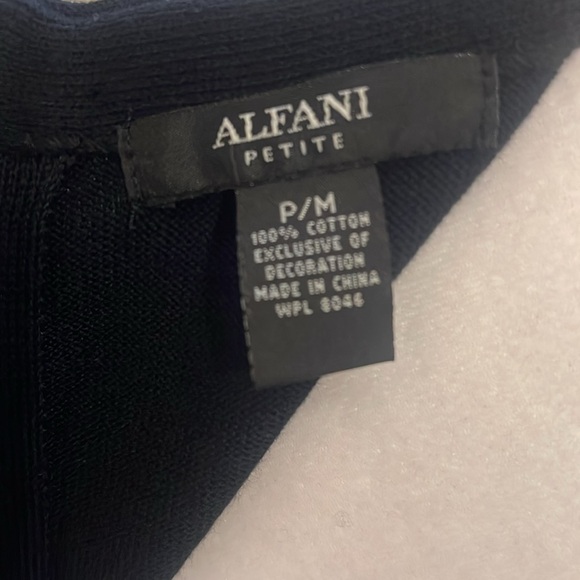 ALFANI
PETITE
P/M
100% COTTON
EXCLUSIVE OF
DECORATION
MADE IN CHINA
WPL 8046